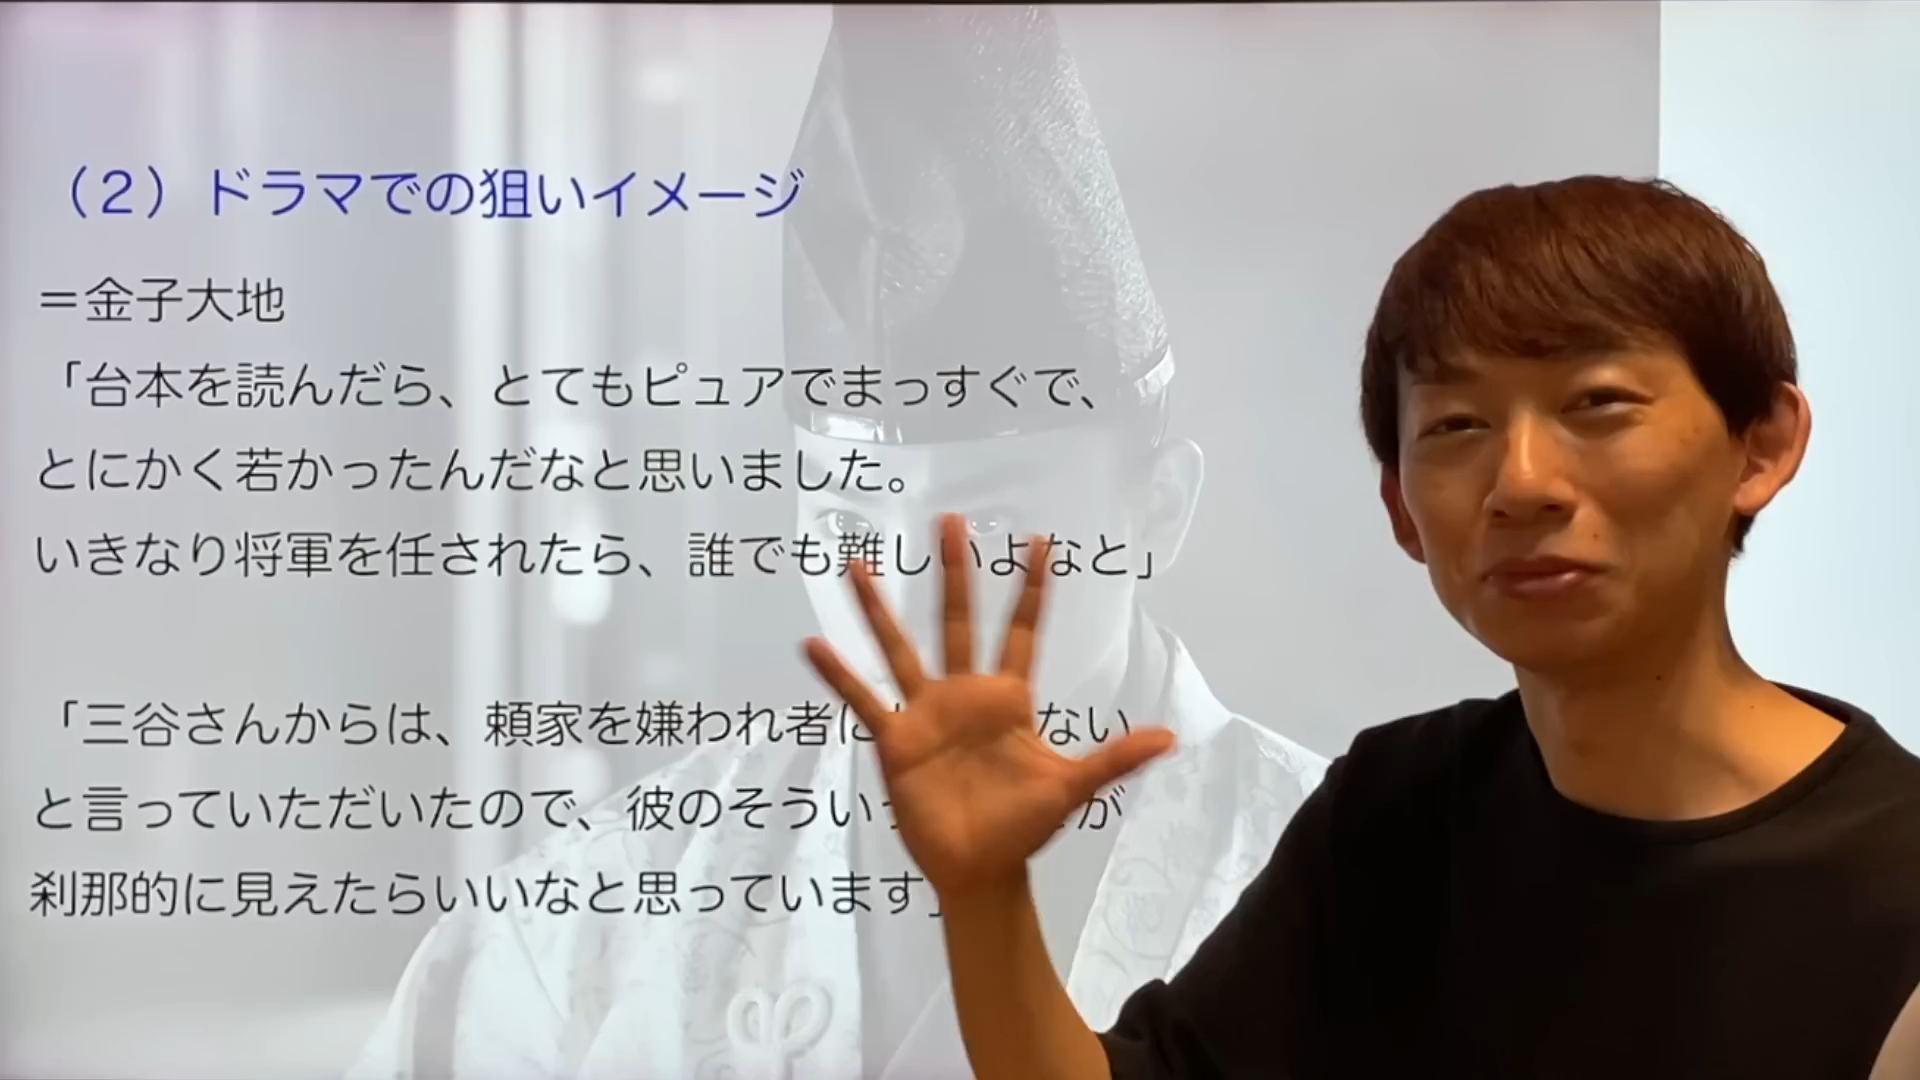 （２）ドラマでの狙いイメージ
＝金子大地
「台本を読んだら、とてもピュアでまっすぐで、
とにかく若かったんだなと思いました。
いきなり将軍を任されたら、誰でも難しいよなと」
「三谷さんからは、頼家を嫌われ者に ない
と言っていただいたので、彼のそうい が
刹那的に見えたらいいなと思っています」